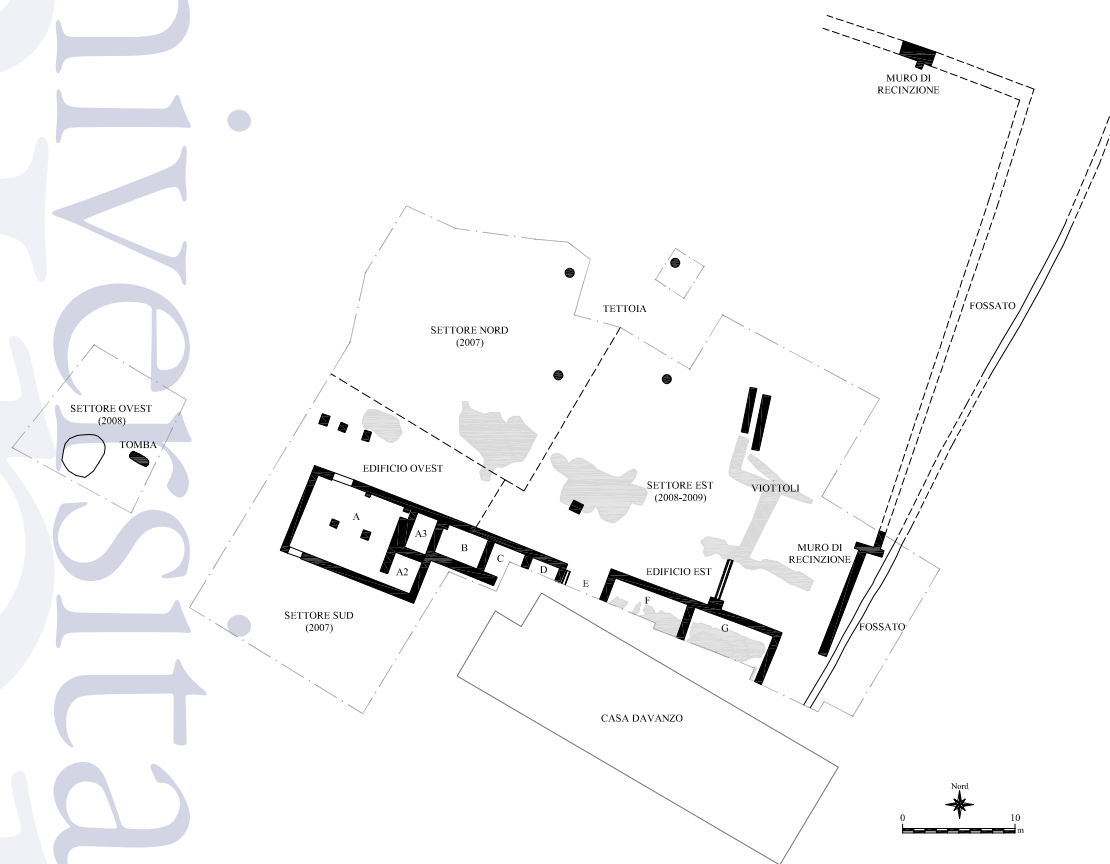 niversita
MURO DI
RECINZIONE
FOSSATO
TETTOIA
SETTORE NORD
(2007)
SETTORE OVEST
(2008)
TOMBA
EDIFICIO OVEST
SETTORE EST
(2008-2009)
VIOTTOLI
A
A3
B
C
D
E
A2
MURO DI
RECINZIONE
EDIFICIO EST
F
G
FOSSATO
SETTORE SUD
(2007)
CASA DAVANZO
Nord
0 10
m